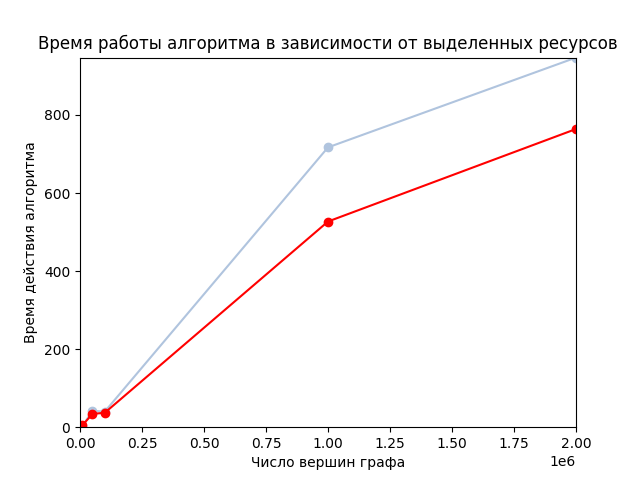 Время работы алгоритма в зависимости от выделенных ресурсов
Время действия алгоритма
800
600
400
200
0
0.00 0.25 0.50 0.75 1.00 1.25 1.50 1.75 2.00
1e6
Число вершин графа